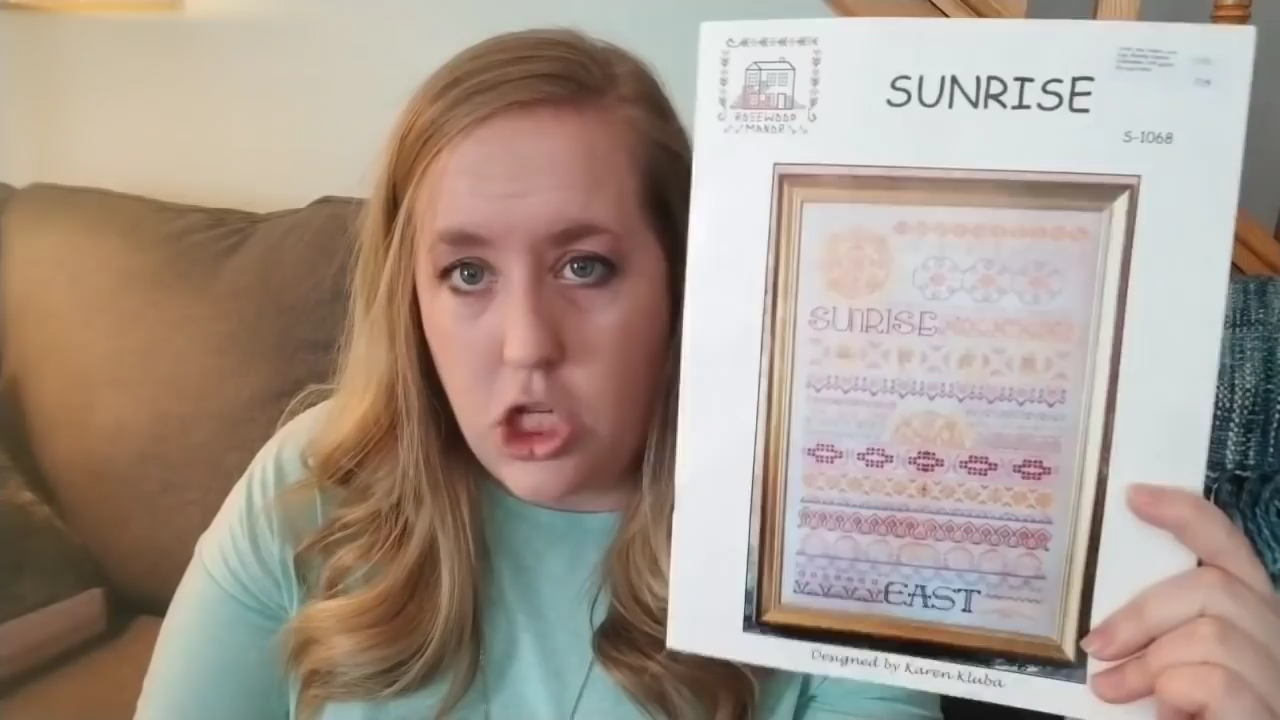 ROSEWOOD
MANOR
SUNRISE
S-1068
SUNRISE
EAST
Designed by Karen Kluba